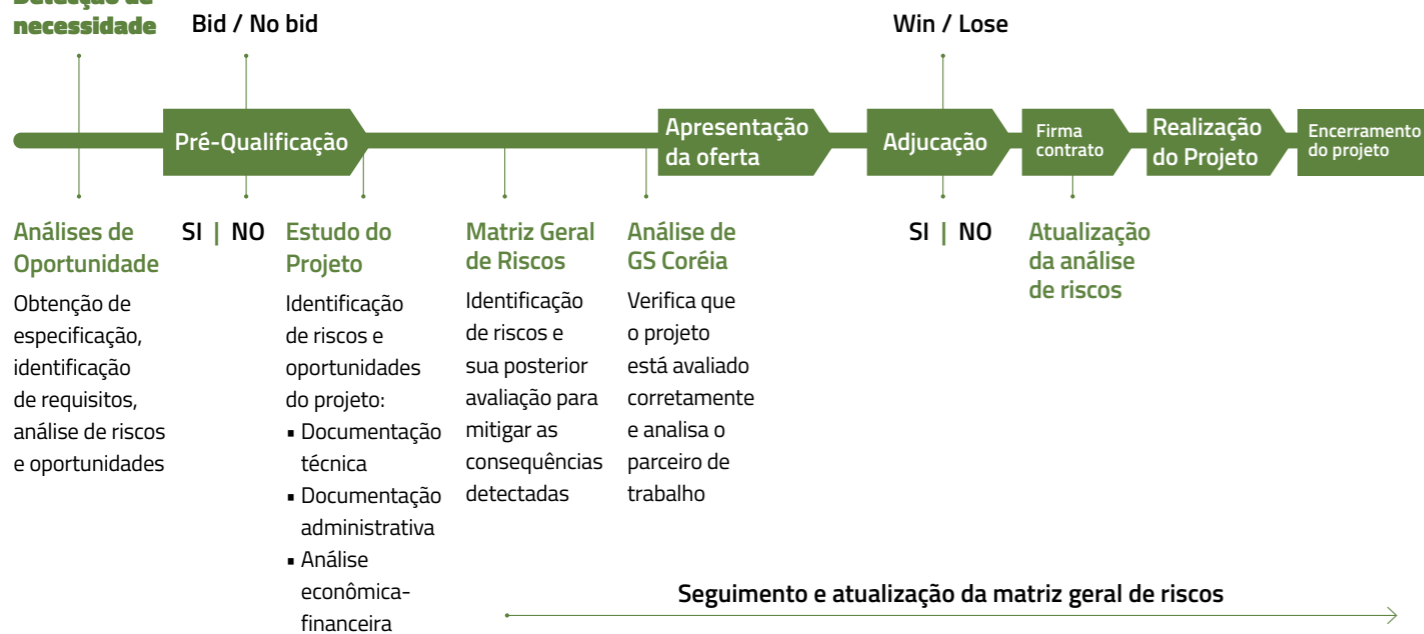 Detecção de
necessidade
Bid / No bid
Win / Lose
Pré-Qualificação
Apresentação
da oferta
Adjucação
Firma
contrato
Realização
do Projeto
Encerramento
do projeto
Análises de
Oportunidade
Obtenção de
especificação,
identificação
de requisitos,
análise de riscos
e oportunidades
SI | NO
Estudo do
Projeto
Identificação
de riscos e
oportunidades
do projeto:
▪ Documentação
técnica
▪ Documentação
administrativa
▪ Análise
econômica-
financeira
Matriz Geral
de Riscos
Identificação
de riscos e
sua posterior
avaliação para
mitigar as
consequências
detectadas
Análise de
GS Coréia
Verifica que
o projeto
está avaliado
corretamente
e analisa o
parceiro de
trabalho
SI | NO
Atualização
da análise
de riscos
Seguimento e atualização da matriz geral de riscos